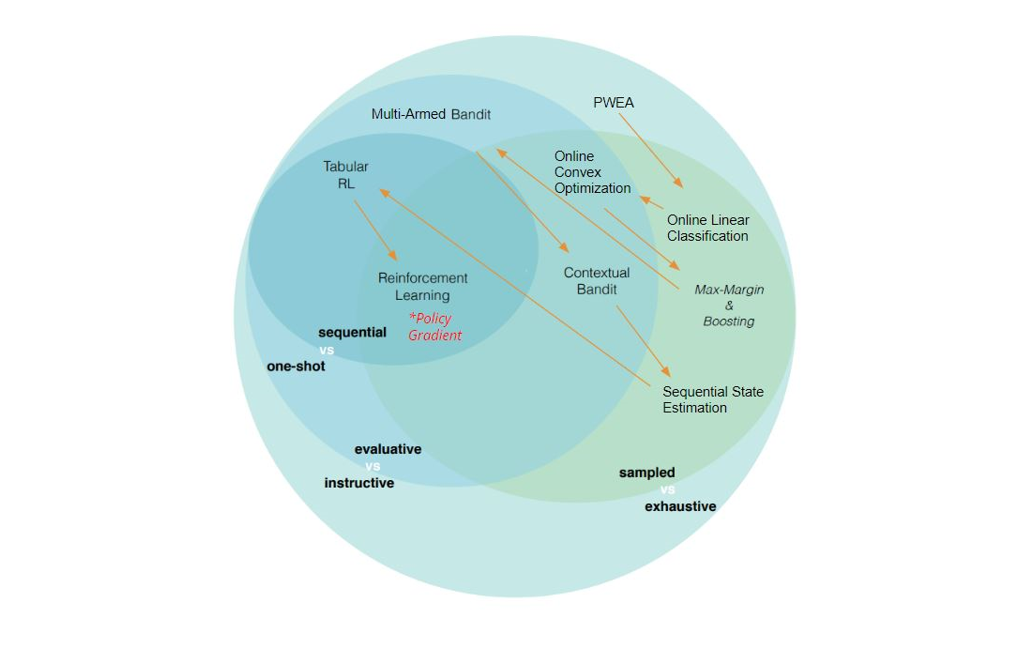 PWEA
Multi-Armed Bandit
Online
Convex
Optimization
Tabular
RL
Online Linear
Classification
Contextual
Bandit
Reinforcement
Learning
Max-Margin
&
Boosting
*Policy
Gradient
sequential
vs
one-shot
Sequential State
Estimation
evaluative
vs
instructive
sampled
vs
exhaustive